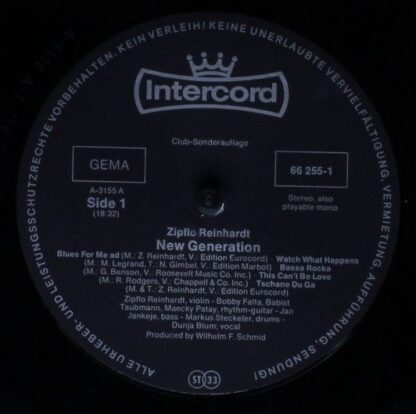 ALLE URHEBER- UND LEISTUNGSSCHUTZRECHTE VORBEHALTEN. KEIN VERLEIH! KEINE UNERLAUBTE VERVIELFÄLTIGUNG, VERMIETUNG, AUFFÜHRUNG, SENDUNG!
Intercord
Club-Sonderauflage
GEMA
66 255-1
A-3155 A
Side 1
(18'32)
Stereo, also
playable mono
Zipflo Reinhardt
New Generation
Blues For Me ad (M.: Z. Reinhardt, V.: Edition Eurocord) · Watch What Happens
(M.: M. Legrand, T.: N. Gimbel, V.: Edition Marbot) · Bossa Rocka
(M.: G. Benson, V.: Roosevelt Music Co. Inc.) · This Can't Be Love
(M.: R. Rodgers, V.: Chappell & Co. Inc.) · Tachane Du Ga
(M. & T.: Z. Reinhardt, V.: Edition Eurocord)
Zipflo Reinhardt, violin - Bobby Falta, Babist
Taubmann, Maecky Patay, rhythm-guitar - Jan
Jankeje, bass - Markus Steckeler, drums -
Dunja Blum, vocal
Produced by Wilhelm F. Schmid
ST 33